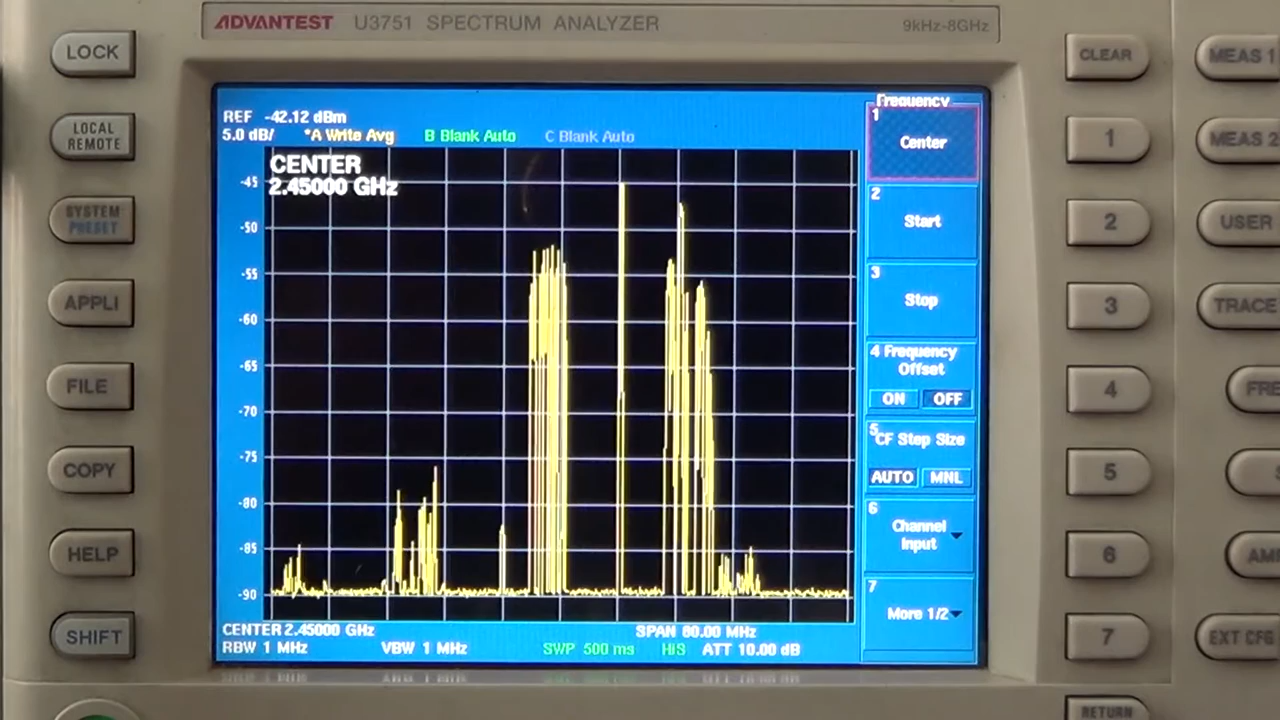 ADVANTEST U3751 SPECTRUM ANALYZER 9kHz-8GHz
LOCK
LOCAL
REMOTE
SYSTEM
PRESET
APPLI
FILE
COPY
HELP
SHIFT
REF -42.12 dBm
5.0 dB/ *A Write Avg B Blank Auto C Blank Auto
CENTER
2.45000 GHz
-45
-50
-55
-60
-65
-70
-75
-80
-85
-90
CENTER 2.45000 GHz SPAN 80.00 MHz
RBW 1 MHz VBW 1 MHz SWP 500 ms ATT 10.00 dB
Frequency
1
Center
2
Start
3
Stop
4 Frequency
Offset
ON OFF
5
CF Step Size
AUTO MNL
6
Channel
Input
7
More 1/2
CLEAR
1
2
3
4
5
6
7
RETURN
MEAS 1
MEAS 2
USER
TRACE
FRE
AM
EXT CFG